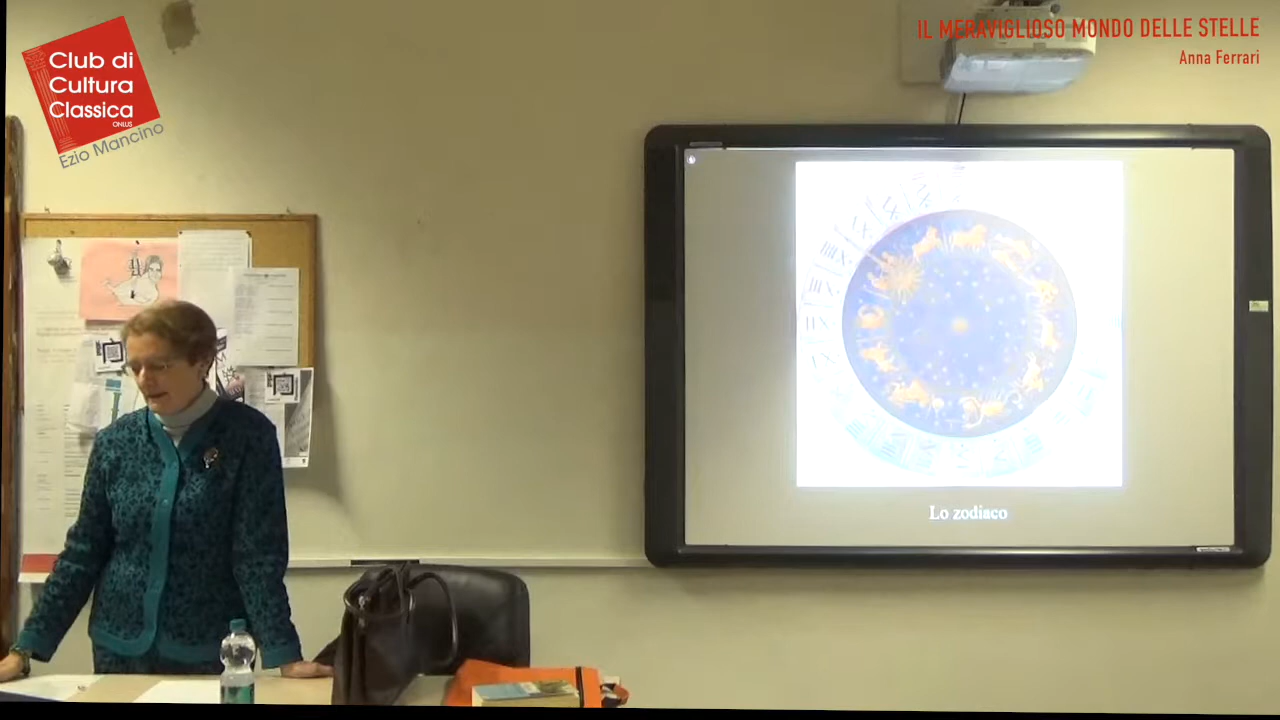 Club di
Cultura
Classica
ONLUS
Ezio Mancino
IL MERAVIGLIOSO MONDO DELLE STELLE
Anna Ferrari
Lo zodiaco